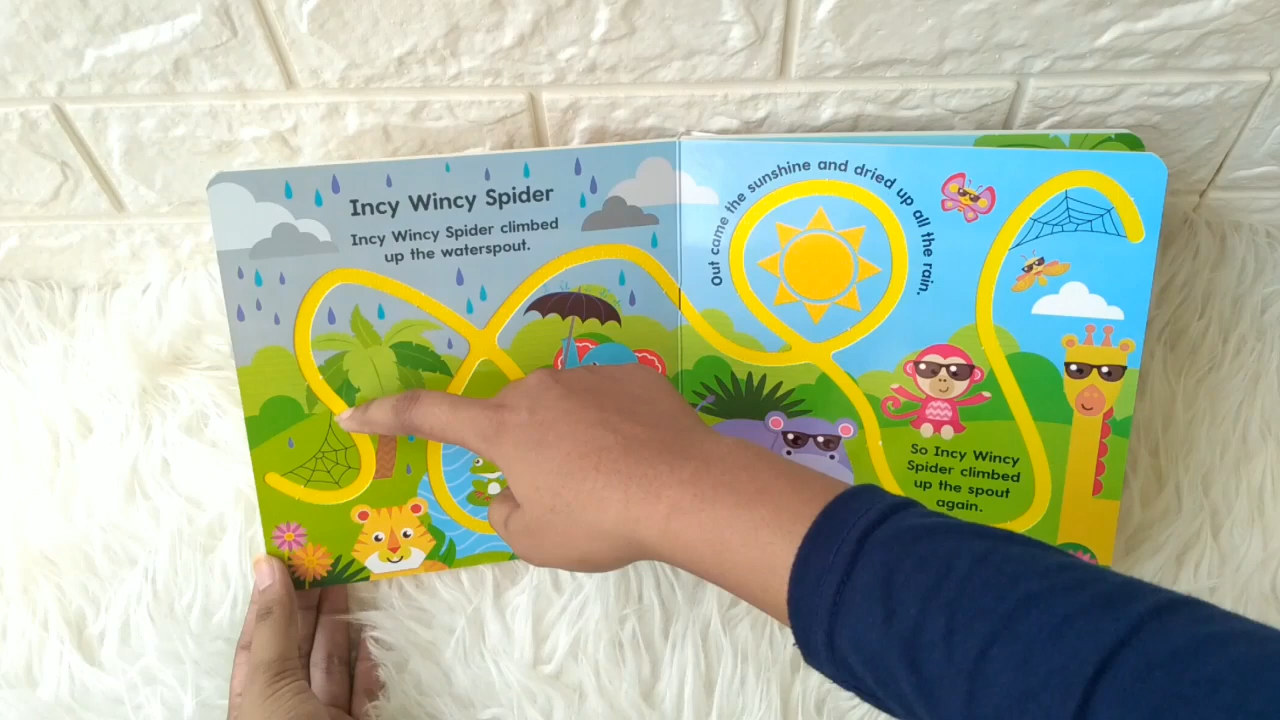 Incy Wincy Spider
Incy Wincy Spider climbed
up the waterspout.
Out came the sunshine and dried up all the rain.
So Incy Wincy
Spider climbed
up the spout
again.